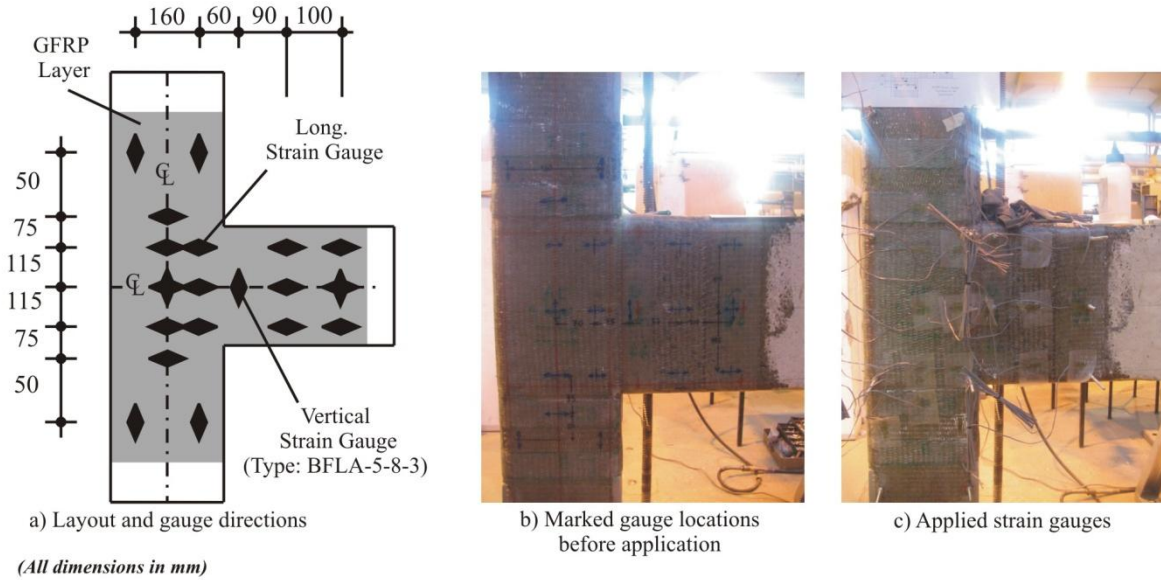 160 60 90 100
GFRP
Layer
Long.
Strain Gauge
℄
50
75
115
℄
115
75
50
Vertical
Strain Gauge
(Type: BFLA-5-8-3)
a) Layout and gauge directions
b) Marked gauge locations
before application
c) Applied strain gauges
(All dimensions in mm)